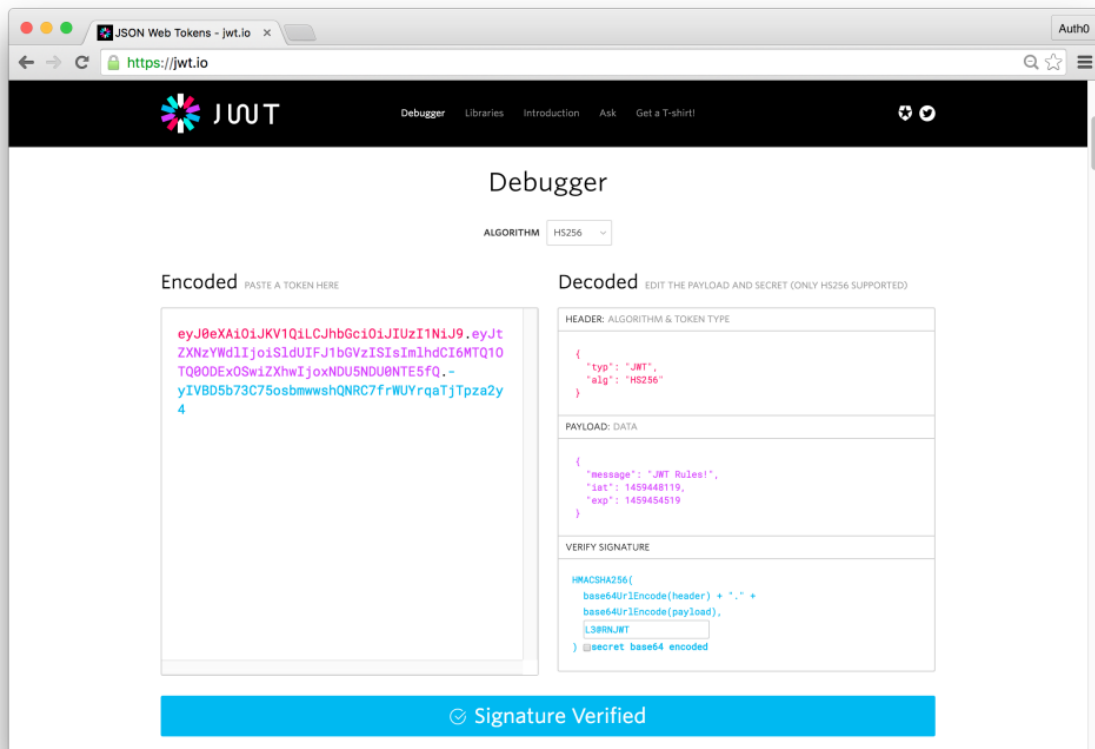 JSON Web Tokens - jwt.io
Auth0
https://jwt.io
JWT
Debugger Libraries Introduction Ask Get a T-shirt!
Debugger
ALGORITHM HS256
Encoded PASTE A TOKEN HERE
eyJ0eXAiOiJKV1QiLCJhbGciOiJIUzI1NiJ9.eyJt
ZXNzYWdlIjoiSldUIFJ1bGVzISIsImlhdCI6MTQ1O
TQ0ODExOSwiZXhwIjoxNDU5NDU0NTE5fQ.-
yIVBD5b73C75osbmwwshQNRC7frWUYrqaTjTpza2y
4
Decoded EDIT THE PAYLOAD AND SECRET (ONLY HS256 SUPPORTED)
HEADER: ALGORITHM & TOKEN TYPE
{
"typ": "JWT",
"alg": "HS256"
}
PAYLOAD: DATA
{
"message": "JWT Rules!",
"iat": 1459448119,
"exp": 1459454519
}
VERIFY SIGNATURE
HMACSHA256(
base64UrlEncode(header) + "." +
base64UrlEncode(payload),
L3@RNJWT
) secret base64 encoded
Signature Verified